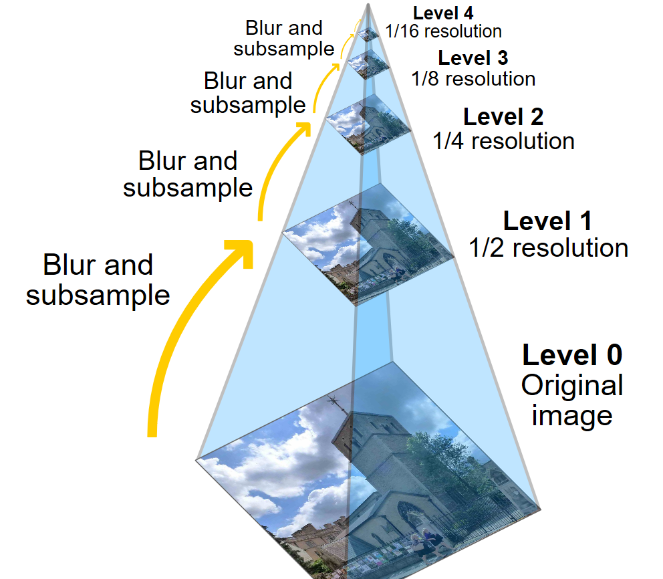 Level 4
1/16 resolution
Blur and
subsample
Level 3
1/8 resolution
Blur and
subsample
Level 2
1/4 resolution
Blur and
subsample
Level 1
1/2 resolution
Blur and
subsample
Level 0
Original
image